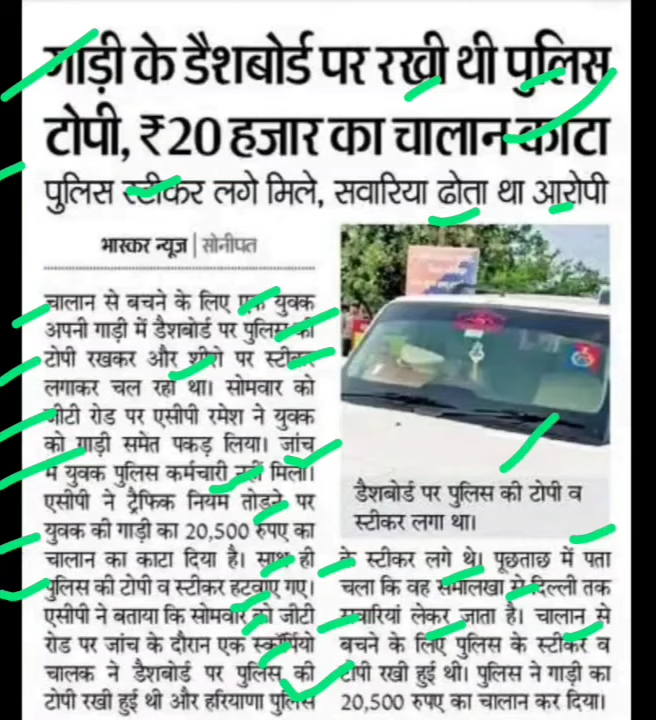 गाड़ी के डैशबोर्ड पर रखी थी पुलिस
टोपी, ₹20 हजार का चालान काटा
पुलिस स्टीकर लगे मिले, सवारिया ढोता था आरोपी
भास्कर न्यूज | सोनीपत
चालान से बचने के लिए एक युवक
अपनी गाड़ी में डैशबोर्ड पर पुलिस की
टोपी रखकर और शीशे पर स्टीकर
लगाकर चल रहा था। सोमवार को
जीटी रोड पर एसीपी रमेश ने युवक
को गाड़ी समेत पकड़ लिया। जांच
में युवक पुलिस कर्मचारी नहीं मिला।
एसीपी ने ट्रैफिक नियम तोड़ने पर
युवक की गाड़ी का 20,500 रुपए का
चालान का काटा दिया है। साथ ही
पुलिस की टोपी व स्टीकर हटवाए गए।
एसीपी ने बताया कि सोमवार को जीटी
रोड पर जांच के दौरान एक स्कॉर्पियो
चालक ने डैशबोर्ड पर पुलिस की
टोपी रखी हुई थी और हरियाणा पुलिस
डैशबोर्ड पर पुलिस की टोपी व
स्टीकर लगा था।
के स्टीकर लगे थे। पूछताछ में पता
चला कि वह समालखा से दिल्ली तक
सवारियां लेकर जाता है। चालान से
बचने के लिए पुलिस के स्टीकर व
टोपी रखी हुई थी। पुलिस ने गाड़ी का
20,500 रुपए का चालान कर दिया।